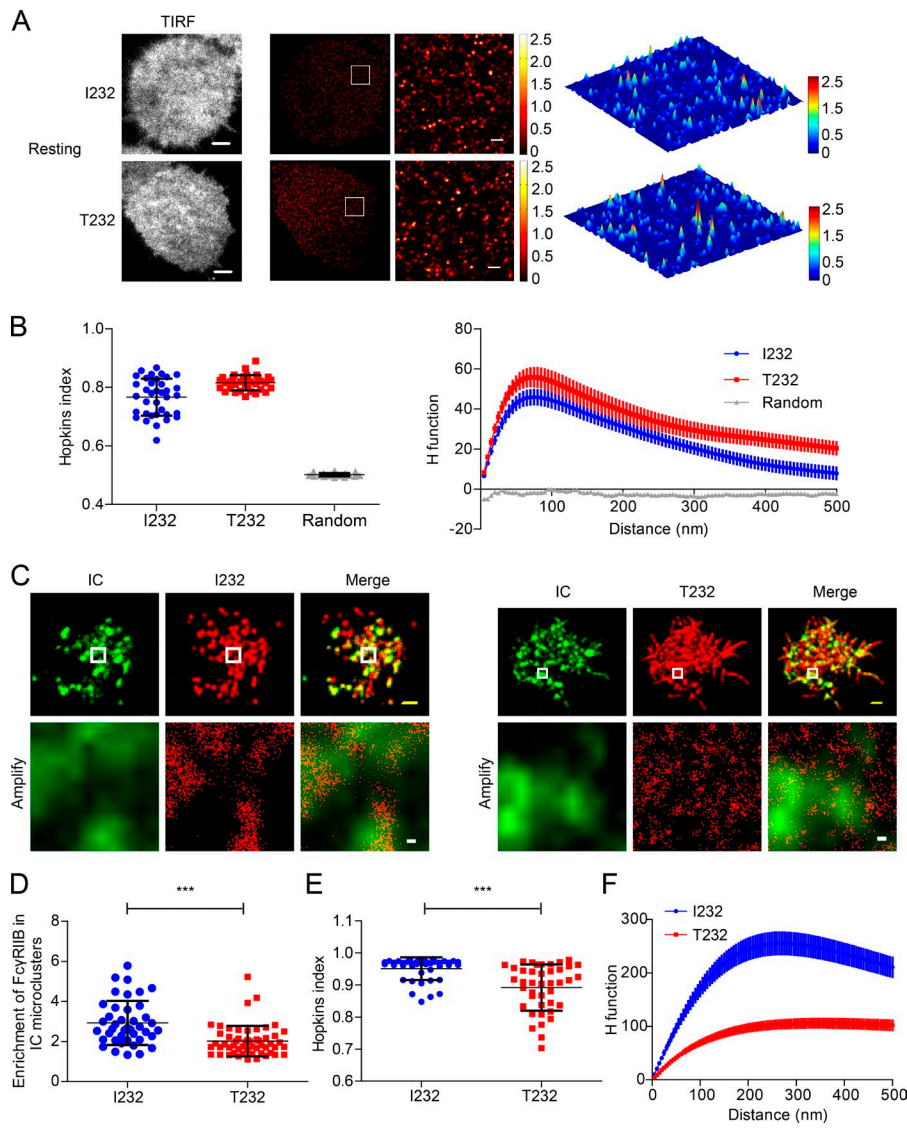 A
TIRF
I232
Resting
T232
2.5
2.0
1.5
1.0
0.5
0
2.5
2.0
1.5
1.0
0.5
0
2.5
1.5
0.5
0
2.5
1.5
0.5
0
B
Hopkins index
1.0
0.8
0.6
0.4
I232 T232 Random
H function
80
60
40
20
0
-20
100 200 300 400 500
Distance (nm)
I232
T232
Random
C
IC I232 Merge
Amplify
IC T232 Merge
Amplify
D
***
Enrichment of FcγRIIB in
IC microclusters
8
6
4
2
0
I232 T232
E
***
Hopkins index
1.1
1.0
0.9
0.8
0.7
0.6
I232 T232
F
I232
T232
H function
300
200
100
0
0 100 200 300 400 500
Distance (nm)